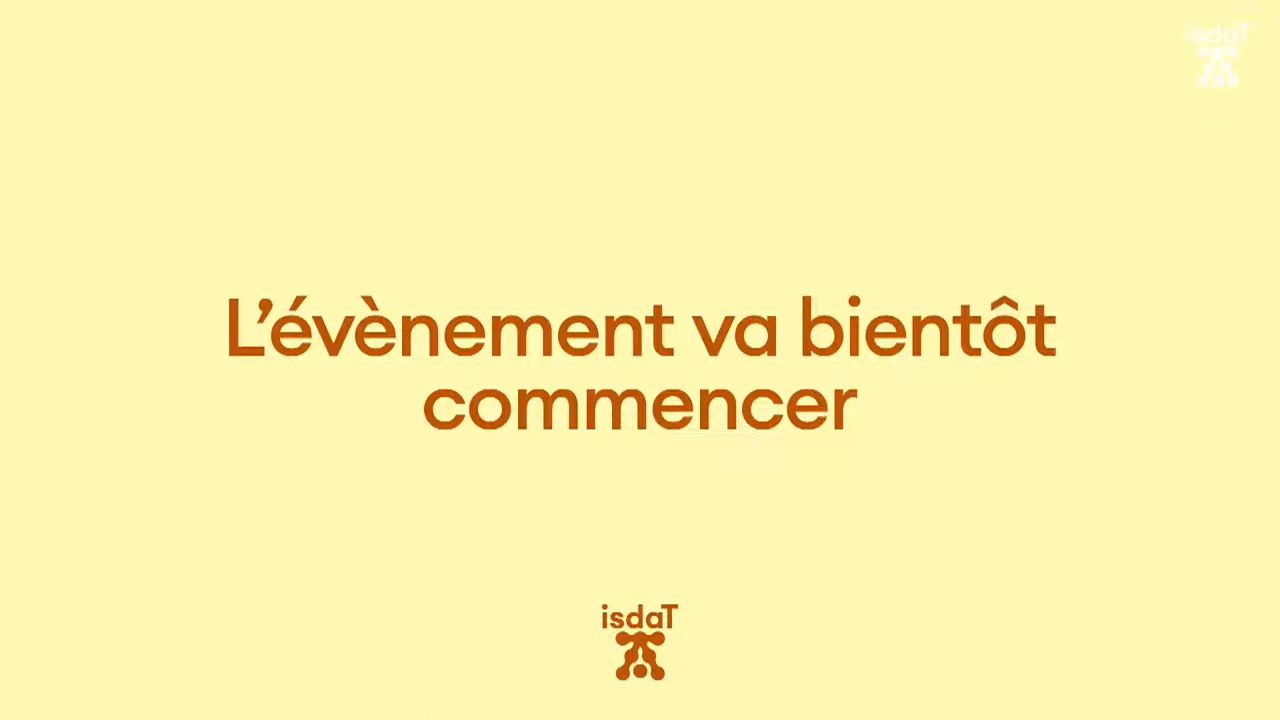 isdaT
L’évènement va bientôt
commencer
isdaT